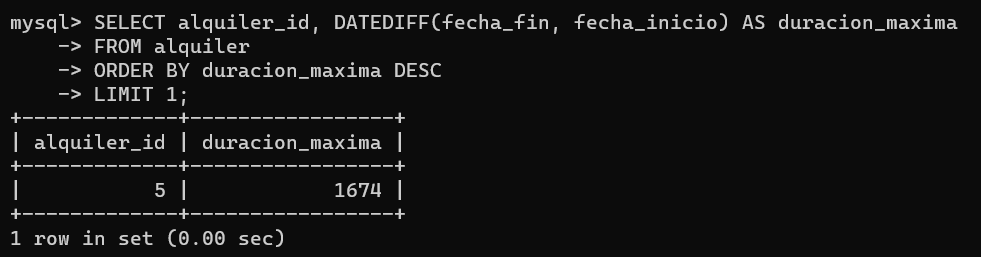 mysql> SELECT alquiler_id, DATEDIFF(fecha_fin, fecha_inicio) AS duracion_maxima
    -> FROM alquiler
    -> ORDER BY duracion_maxima DESC
    -> LIMIT 1;
+-------------+-----------------+
| alquiler_id | duracion_maxima |
+-------------+-----------------+
|           5 |            1674 |
+-------------+-----------------+
1 row in set (0.00 sec)